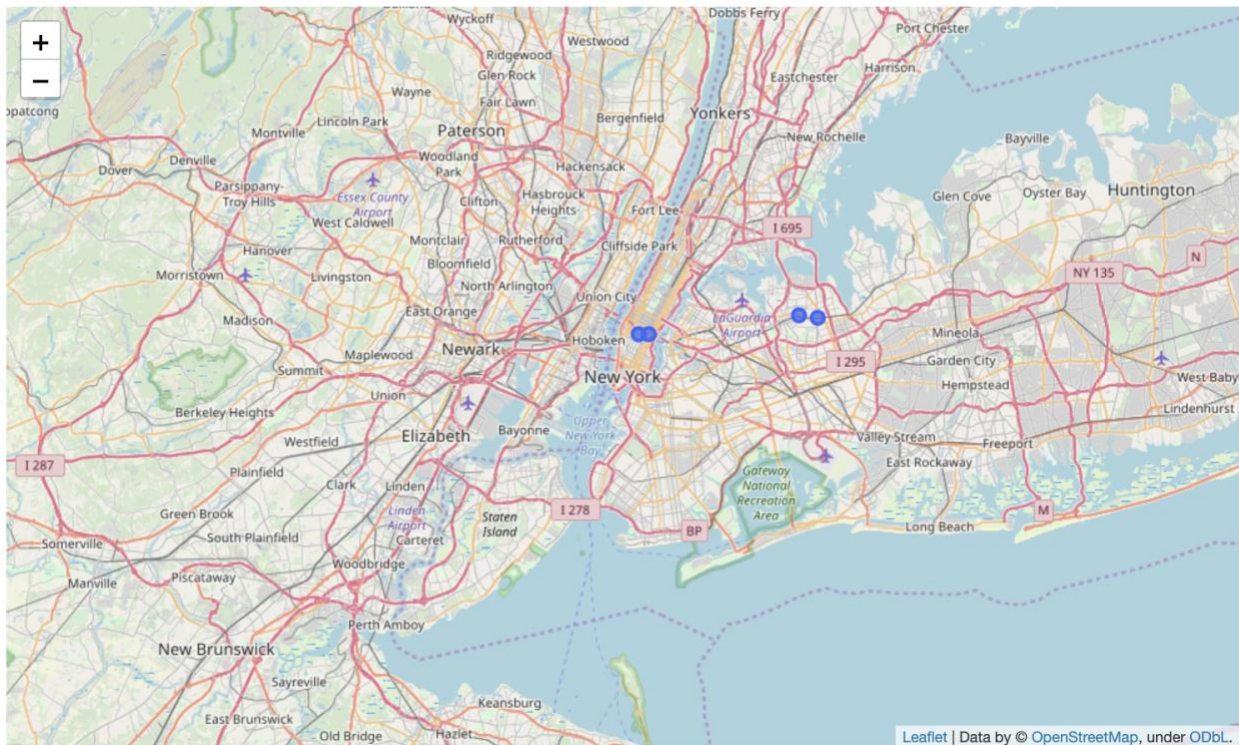 Dobbs Ferry
Port Chester
Wyckoff
Westwood
Ridgewood
Harrison
Glen Rock
Eastchester
Wayne
Fair Lawn
ppatcong
Lincoln Park
Bergenfield
Yonkers
Montville
Paterson
New Rochelle
Bayville
Denville
Woodland
Park
Hackensack
Dover
Parsippany-
Troy Hills
Essex County
Airport
Clifton
Hasbrouck
Heights
Fort Lee
Glen Cove
Oyster Bay
Huntington
West Caldwell
I 695
Hanover
Montclair
Rutherford
Cliffside Park
N
Morristown
Livingston
Bloomfield
NY 135
North Arlington
Union City
East Orange
LaGuardia
Airport
Madison
Hoboken
Mineola
Maplewood
Newark
I 295
Garden City
Summit
New York
Hempstead
West Baby
Union
Berkeley Heights
Lindenhurst
Elizabeth
Bayonne
Upper
New York
Bay
Westfield
Valley Stream
Freeport
I 287
East Rockaway
Plainfield
Clark
Linden
Gateway
National
Recreation
Area
Green Brook
Linden
Airport
Staten
Island
I 278
M
Long Beach
BP
South Plainfield
Carteret
Somerville
Woodbridge
Manville
Piscataway
Perth Amboy
New Brunswick
Sayreville
Keansburg
East Brunswick
Old Bridge
Hazlet
+
−
Leaflet | Data by © OpenStreetMap, under ODbL.